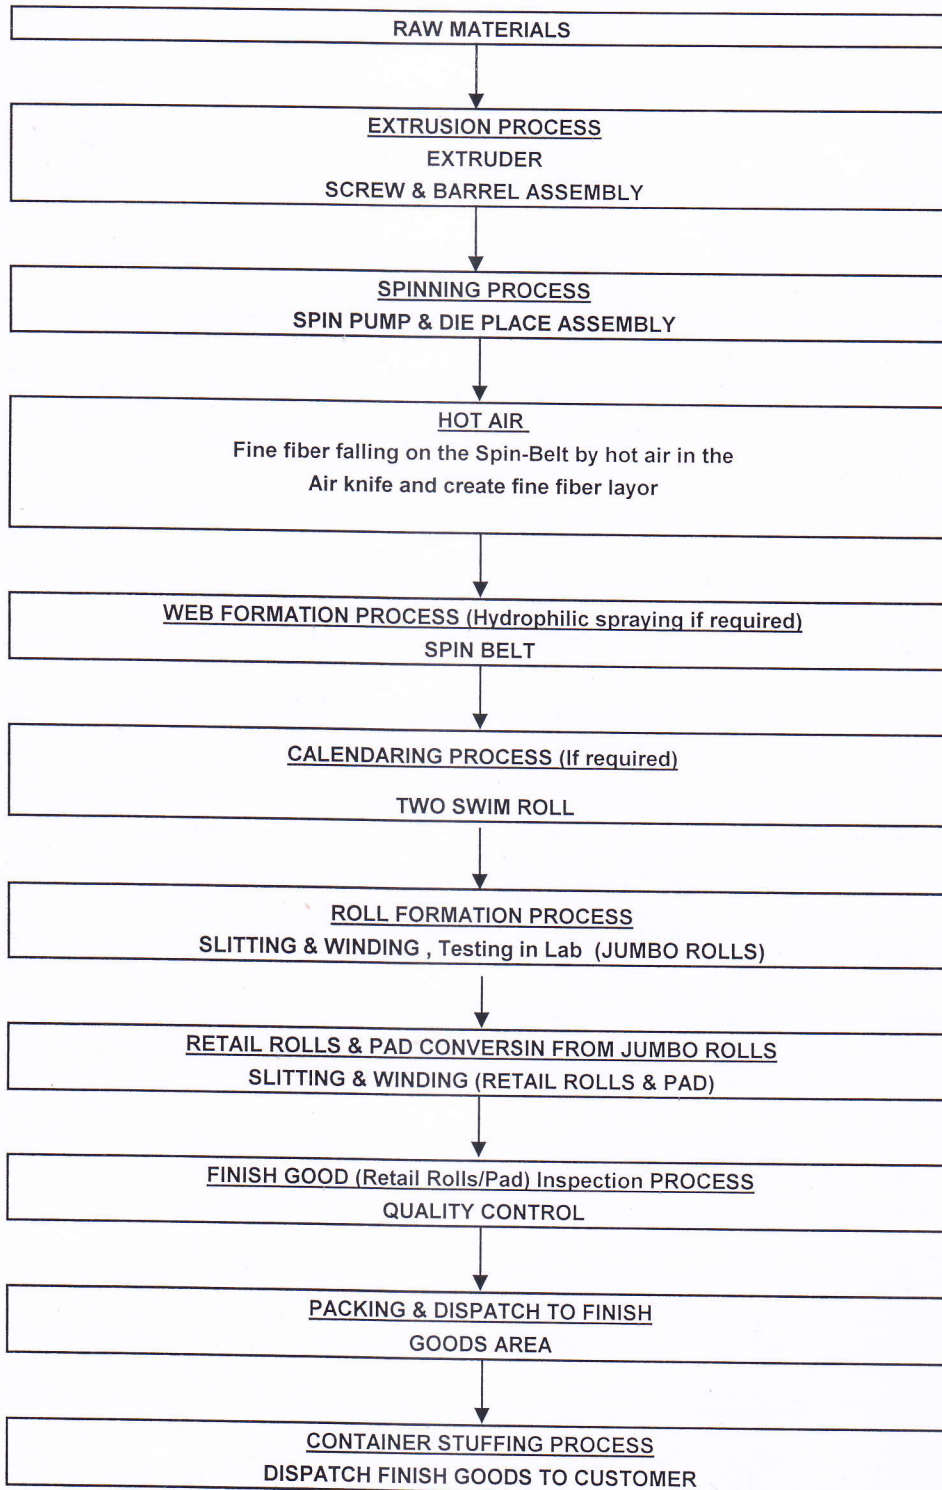 RAW MATERIALS
EXTRUSION PROCESS
EXTRUDER
SCREW & BARREL ASSEMBLY
SPINNING PROCESS
SPIN PUMP & DIE PLACE ASSEMBLY
HOT AIR
Fine fiber falling on the Spin-Belt by hot air in the
Air knife and create fine fiber layor
WEB FORMATION PROCESS (Hydrophilic spraying if required)
SPIN BELT
CALENDARING PROCESS (If required)
TWO SWIM ROLL
ROLL FORMATION PROCESS
SLITTING & WINDING , Testing in Lab (JUMBO ROLLS)
RETAIL ROLLS & PAD CONVERSIN FROM JUMBO ROLLS
SLITTING & WINDING (RETAIL ROLLS & PAD)
FINISH GOOD (Retail Rolls/Pad) Inspection PROCESS
QUALITY CONTROL
PACKING & DISPATCH TO FINISH
GOODS AREA
CONTAINER STUFFING PROCESS
DISPATCH FINISH GOODS TO CUSTOMER